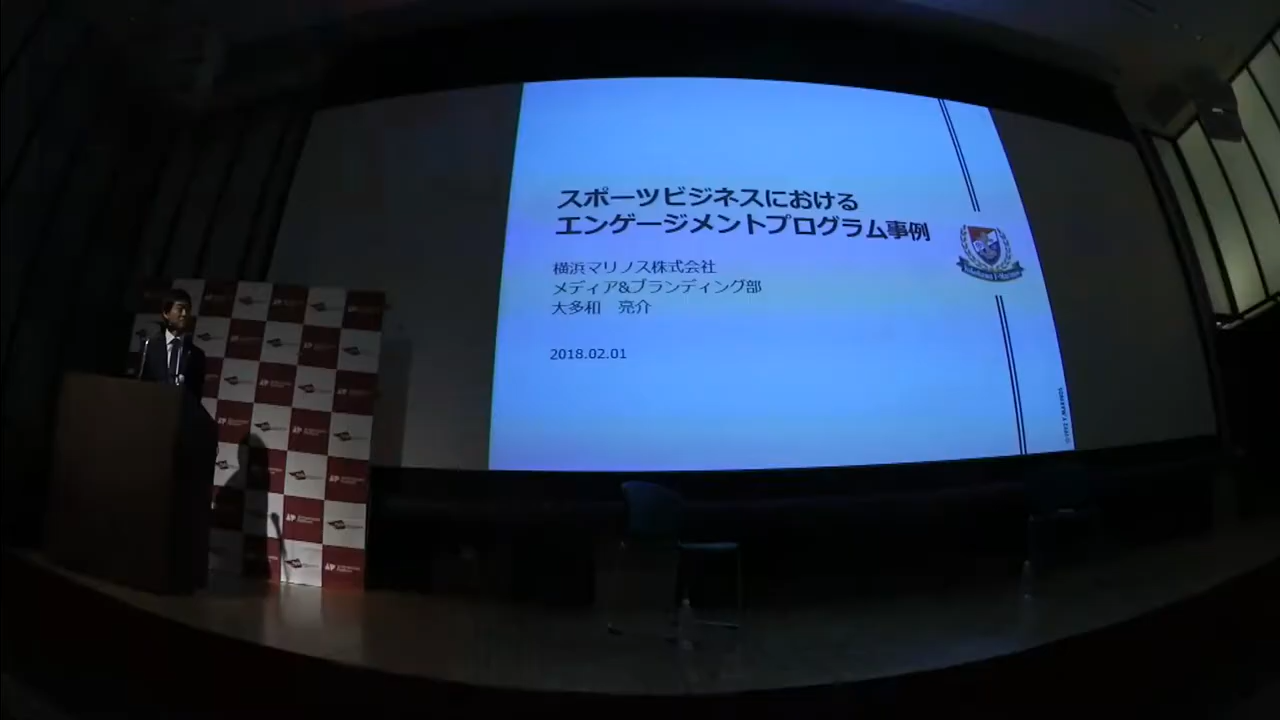 スポーツビジネスにおける
エンゲージメントプログラム事例
横浜マリノス株式会社
メディア&ブランディング部
大多和　亮介
2018.02.01